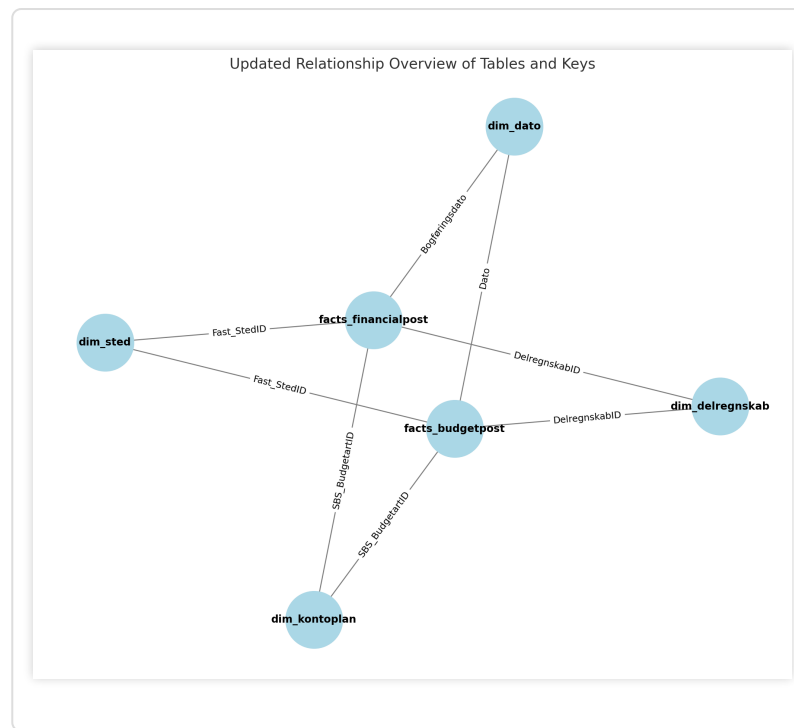 Updated Relationship Overview of Tables and Keys
dim_dato
Bogføringsdato
Dato
facts_financialpost
Fast_StedID
dim_sted
DelregnskabID
Fast_StedID
dim_delregnskab
DelregnskabID
facts_budgetpost
SBS_BudgetartID
SBS_BudgetartID
dim_kontoplan